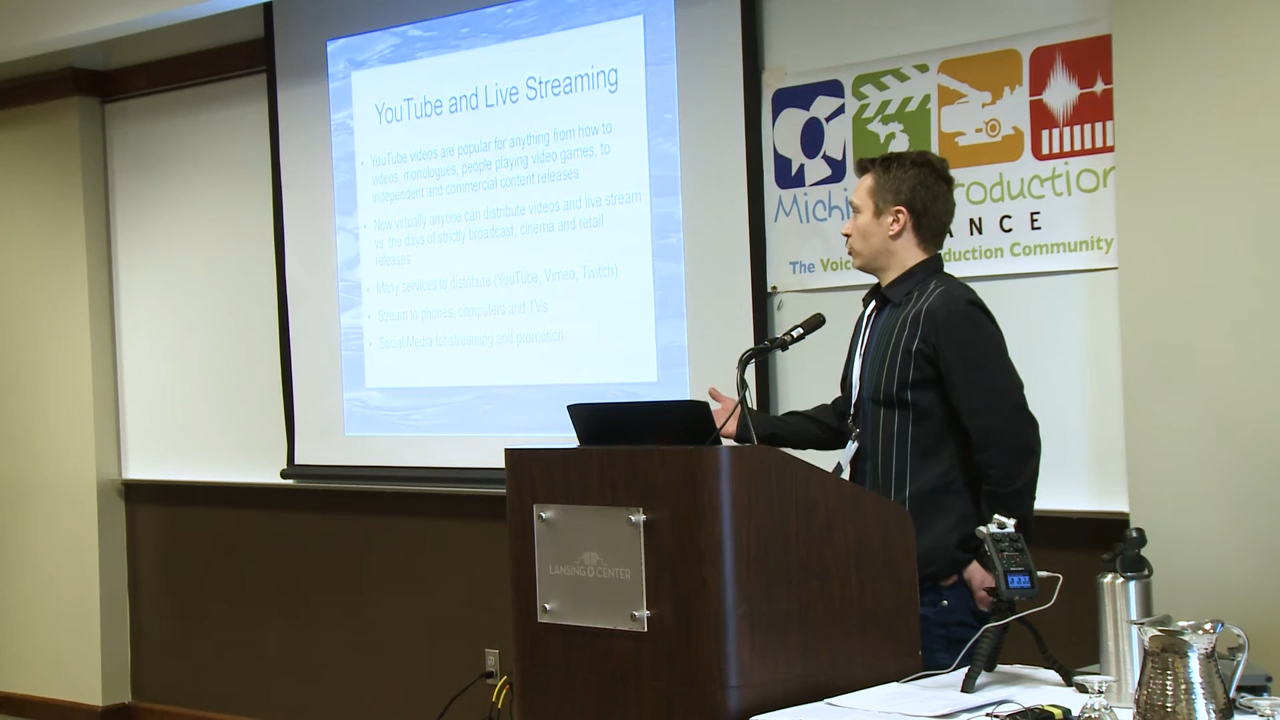 YouTube and Live Streaming
YouTube videos are popular for anything from how to
videos, monologues, people playing video games, to
independent and commercial content releases
Now virtually anyone can distribute videos and live stream
vs. the days of strictly broadcast, cinema and retail
releases
Many services to distribute (YouTube, Vimeo, Twitch)
Stream to phones, computers and TVs
Social Media for streaming and promotion
Michi roduction
ANCE
The Voic duction Community
LANSING CENTER